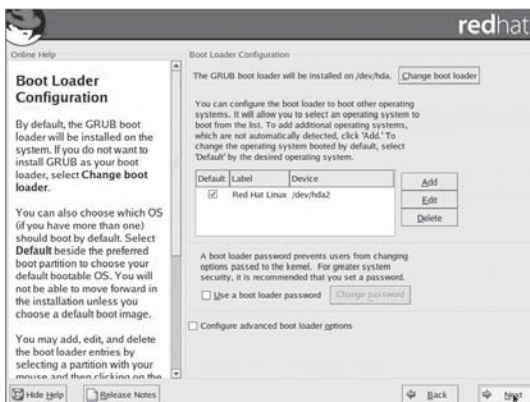 redhat
Online Help
Boot Loader
Configuration
By default, the GRUB boot
loader will be installed on the
system. If you do not want to
install GRUB as your boot
loader, select Change boot
loader.
You can also choose which OS
(if you have more than one)
should boot by default. Select
Default beside the preferred
boot partition to choose your
default bootable OS. You will
not be able to move forward in
the installation unless you
choose a default boot image.
You may add, edit, and delete
the boot loader entries by
selecting a partition with your
mouse and then clicking on the
Boot Loader Configuration
The GRUB boot loader will be installed on /dev/hda. Change boot loader
You can configure the boot loader to boot other operating
systems. It will allow you to select an operating system to
boot from the list. To add additional operating systems,
which are not automatically detected, click 'Add.' To
change the operating system booted by default, select
'Default' by the desired operating system.
Default Label Device
Red Hat Linux /dev/hda2
Add
Edit
Delete
A boot loader password prevents users from changing
options passed to the kernel. For greater system
security, it is recommended that you set a password.
Use a boot loader password Change password
Configure advanced boot loader options
Hide Help Release Notes Back Next